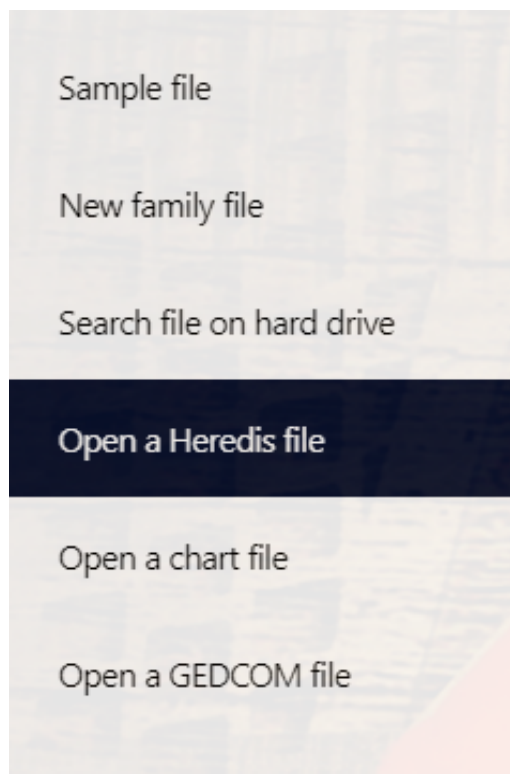 Sample file
New family file
Search file on hard drive
Open a Heredis file
Open a chart file
Open a GEDCOM file